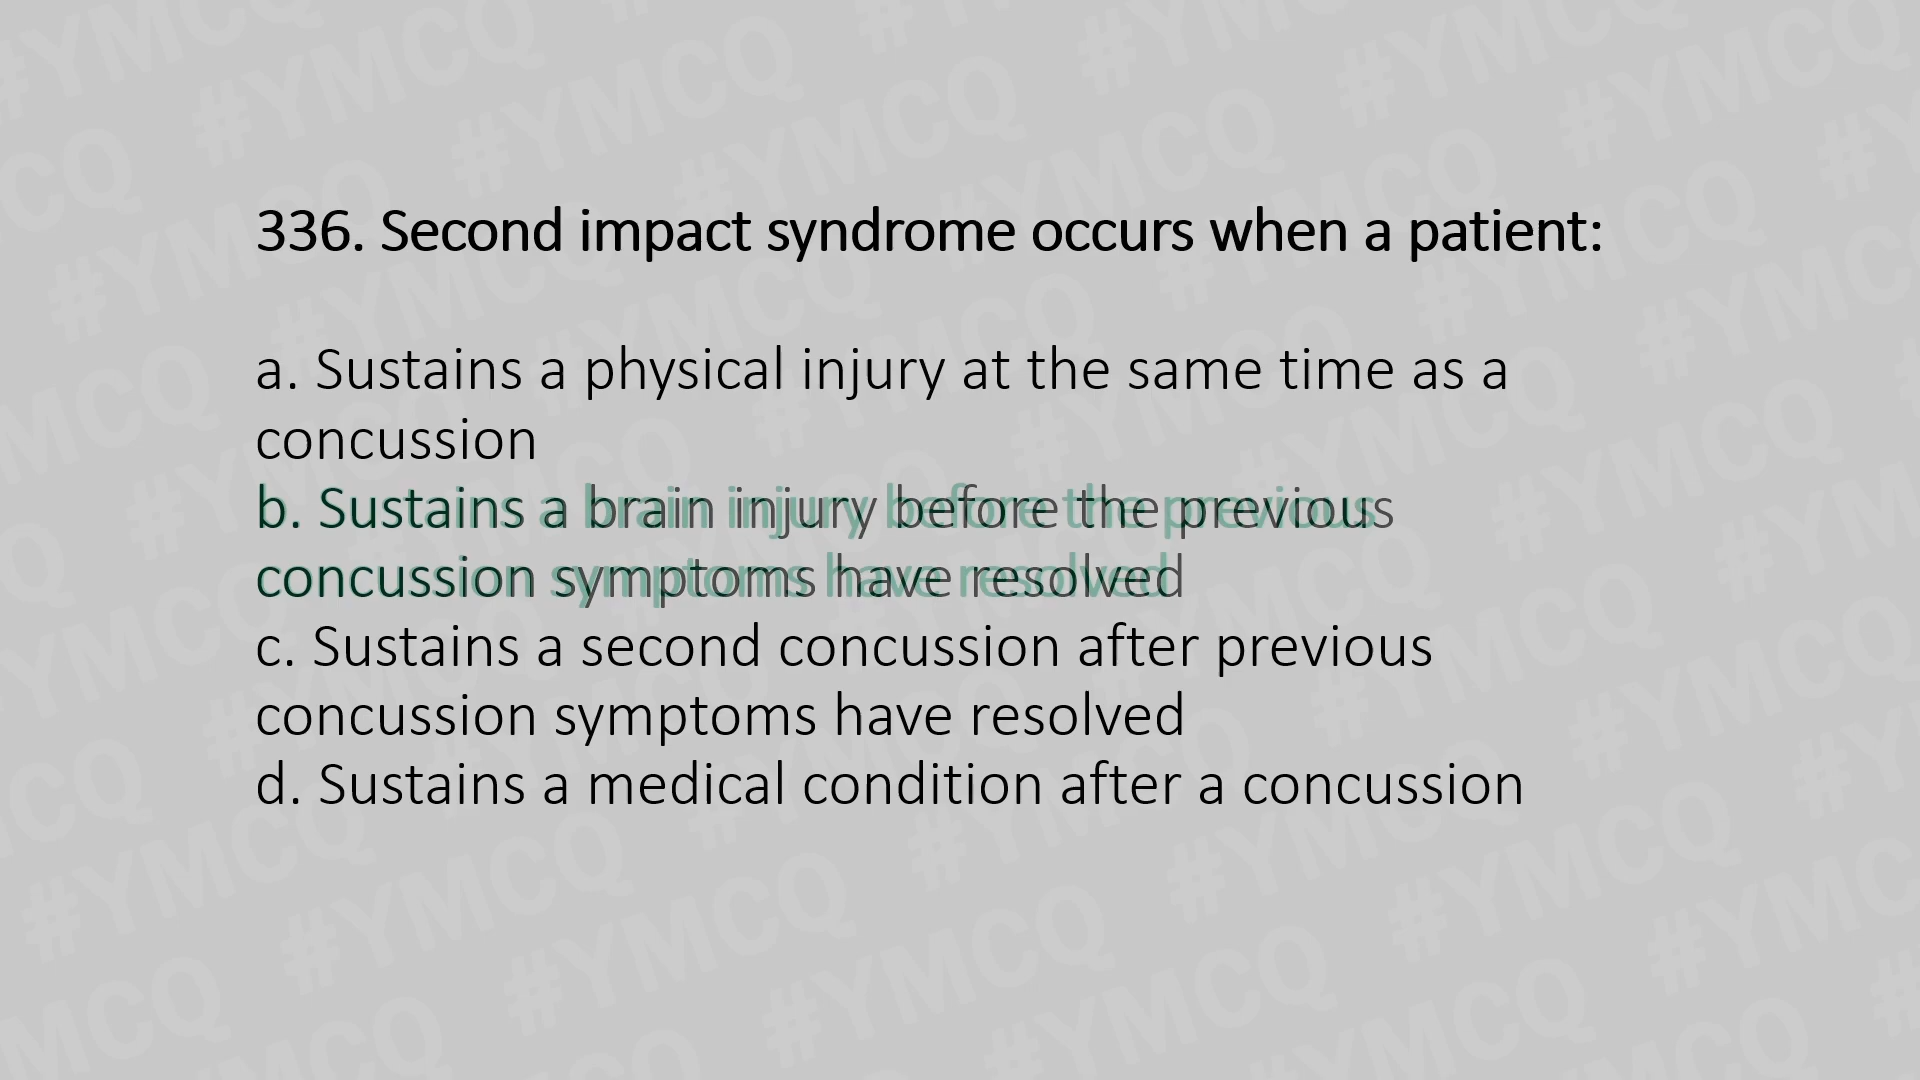 336. Second impact syndrome occurs when a patient:
a. Sustains a physical injury at the same time as a
concussion
b. Sustains a brain injury before the previous
concussion symptoms have resolved
c. Sustains a second concussion after previous
concussion symptoms have resolved
d. Sustains a medical condition after a concussion
#YMCQ